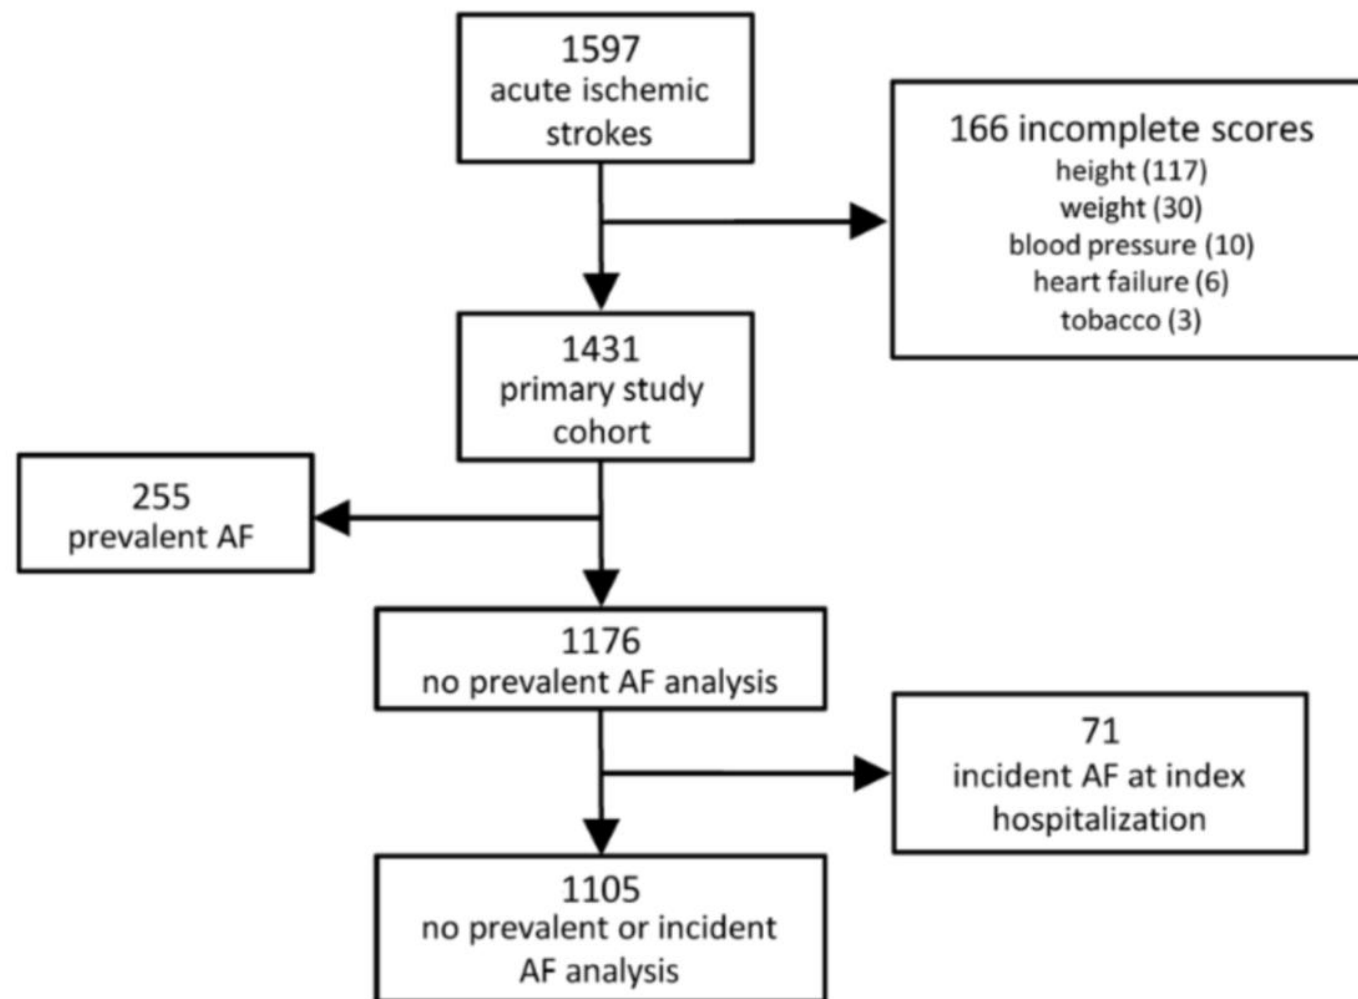 1597
acute ischemic
strokes
166 incomplete scores
height (117)
weight (30)
blood pressure (10)
heart failure (6)
tobacco (3)
1431
primary study
cohort
255
prevalent AF
1176
no prevalent AF analysis
71
incident AF at index
hospitalization
1105
no prevalent or incident
AF analysis